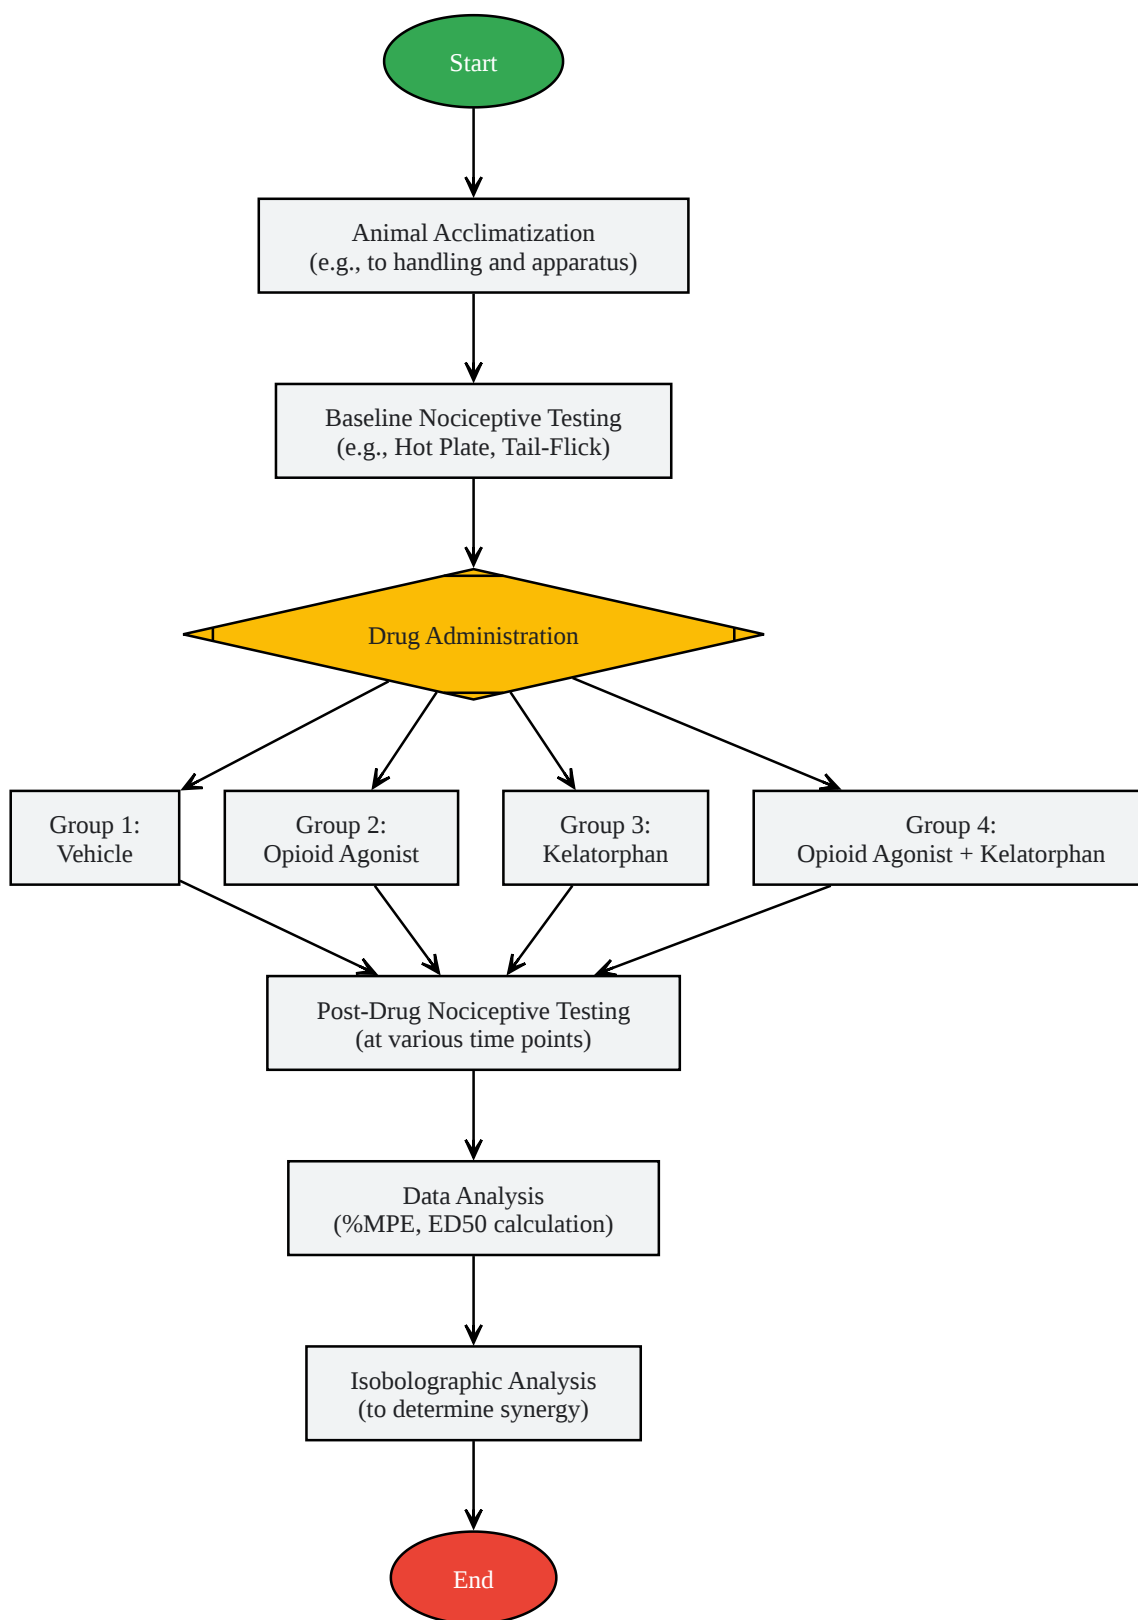 Start
Animal Acclimatization
(e.g., to handling and apparatus)
Baseline Nociceptive Testing
(e.g., Hot Plate, Tail-Flick)
Drug Administration
Group 1:
Vehicle
Group 2:
Opioid Agonist
Group 3:
Kelatorphan
Group 4:
Opioid Agonist + Kelatorphan
Post-Drug Nociceptive Testing
(at various time points)
Data Analysis
(%MPE, ED50 calculation)
Isobolographic Analysis
(to determine synergy)
End